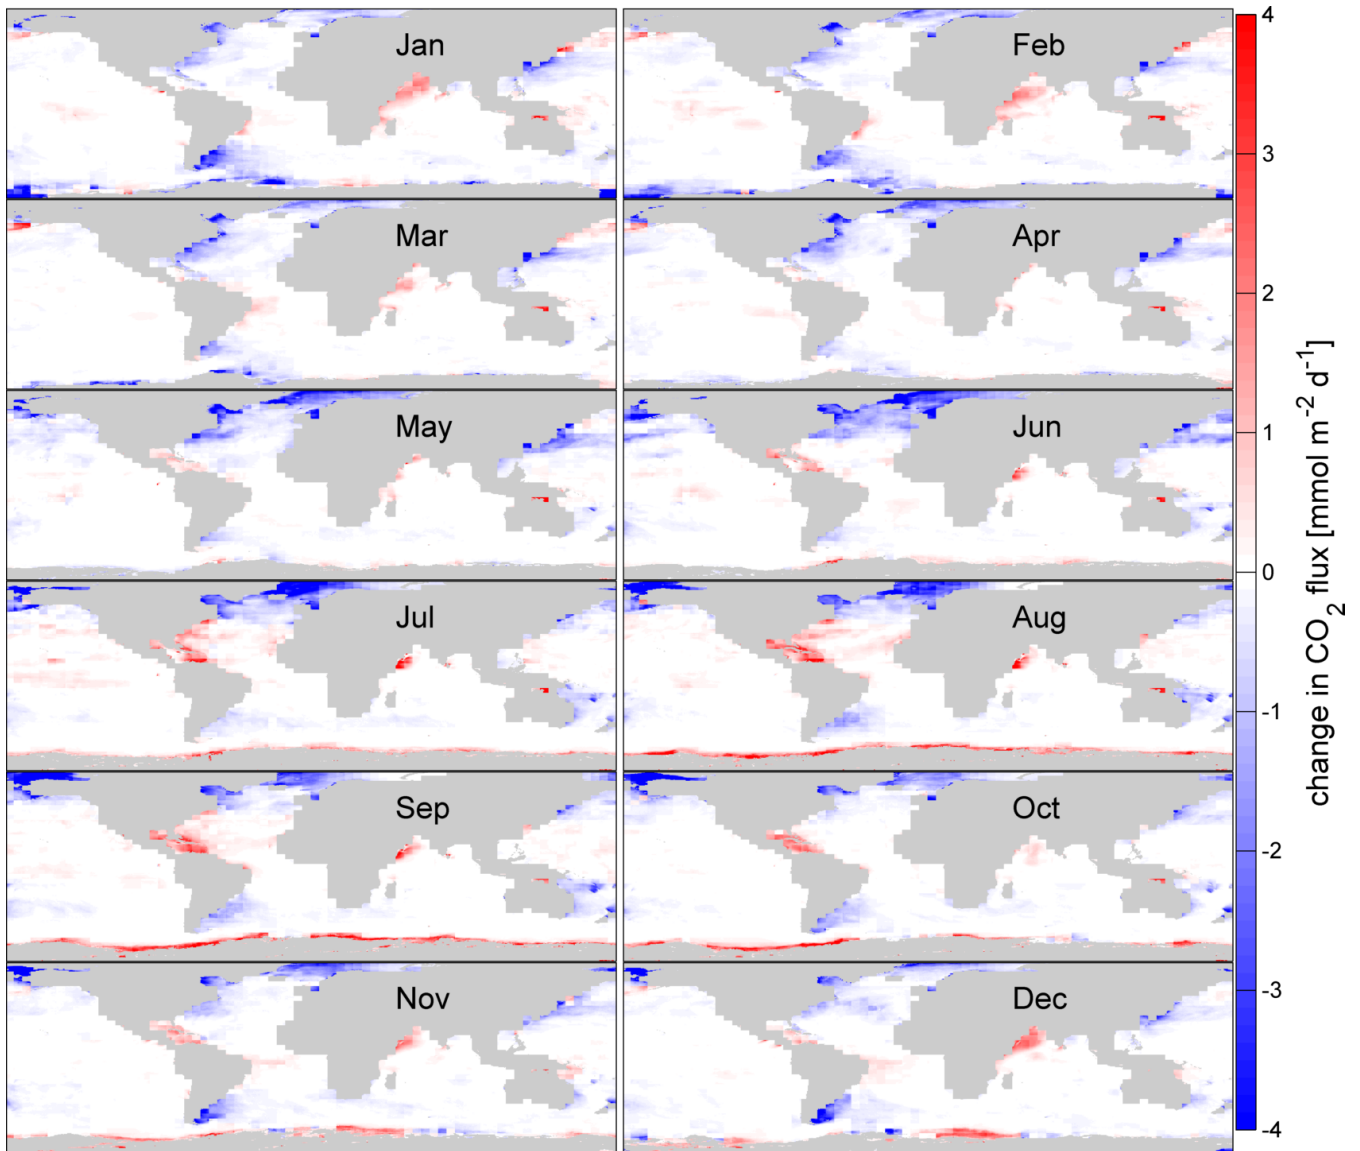 Jan
Feb
Mar
Apr
May
Jun
Jul
Aug
Sep
Oct
Nov
Dec
4
3
2
1
0
-1
-2
-3
-4
change in CO2 flux [mmol m-2 d-1]